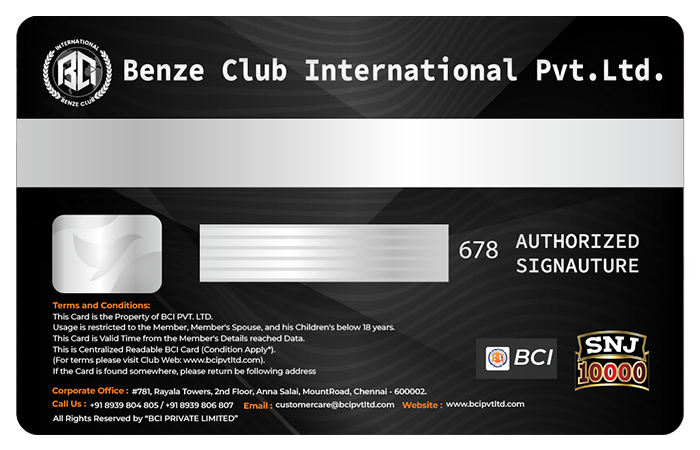 INTERNATIONAL
BCI
BENZE CLUB
Benze Club International Pvt.Ltd.
678
AUTHORIZED
SIGNAUTURE
Terms and Conditions:
This Card is the Property of BCI PVT. LTD.
Usage is restricted to the Member, Member's Spouse, and his Children's below 18 years.
This Card is Valid Time from the Member's Details reached Data.
This is Centralized Readable BCI Card (Condition Apply*).
(For terms please visit Club Web: www.bcipvtltd.com).
If the Card is found somewhere, please return be following address
BCI
SNJ
10000
Corporate Office : #781, Rayala Towers, 2nd Floor, Anna Salai, MountRoad, Chennai - 600002.
Call Us : +91 8939 804 805 / +91 8939 806 807 Email : customercare@bcipvtltd.com Website : www.bcipvtltd.com
All Rights Reserved by "BCI PRIVATE LIMITED"